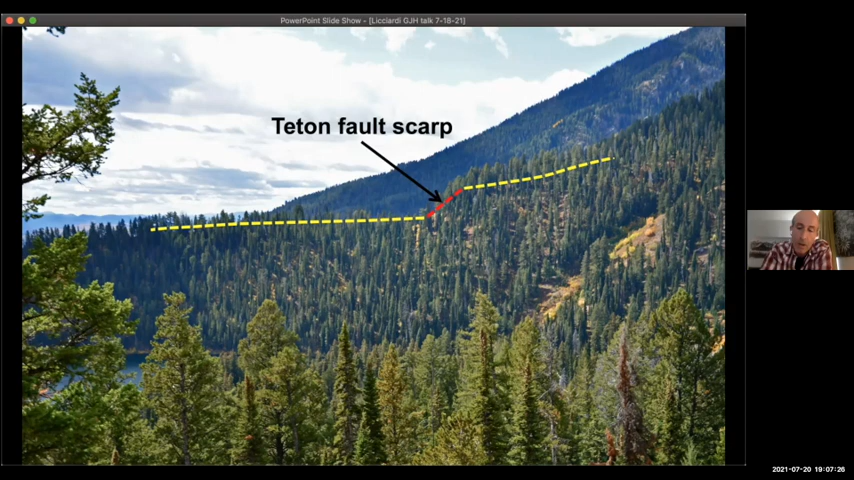 PowerPoint Slide Show - [Licciardi GJH talk 7-18-21]
Teton fault scarp
2021-07-20 19:07:26